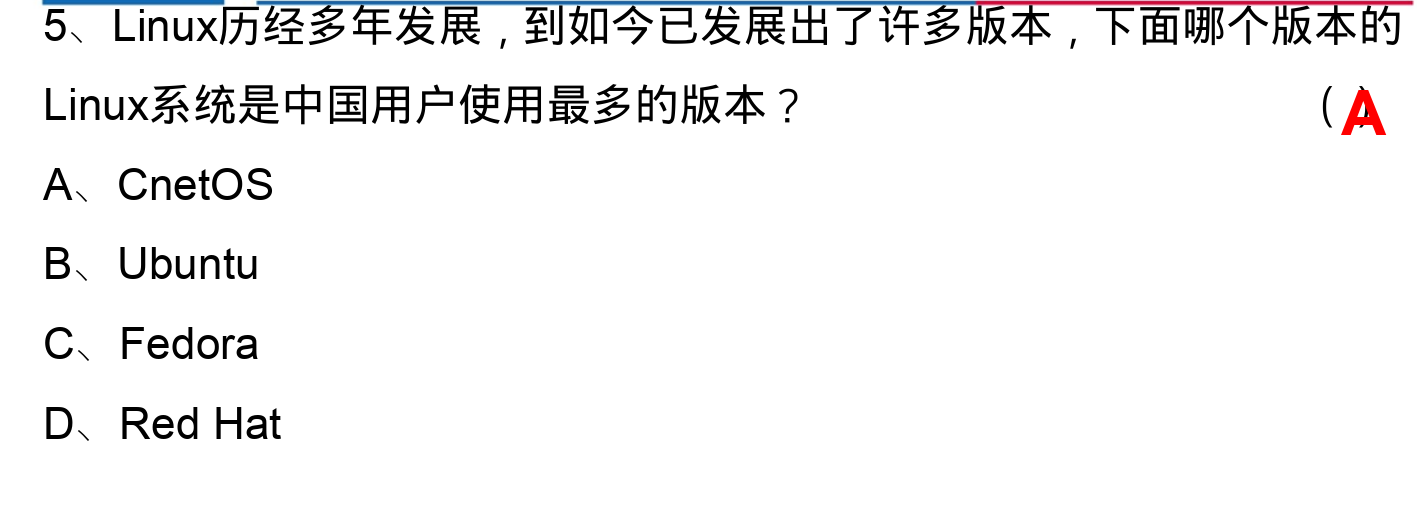 5、Linux历经多年发展，到如今已发展出了许多版本，下面哪个版本的
Linux系统是中国用户使用最多的版本？ （A）
A、CnetOS
B、Ubuntu
C、Fedora
D、Red Hat